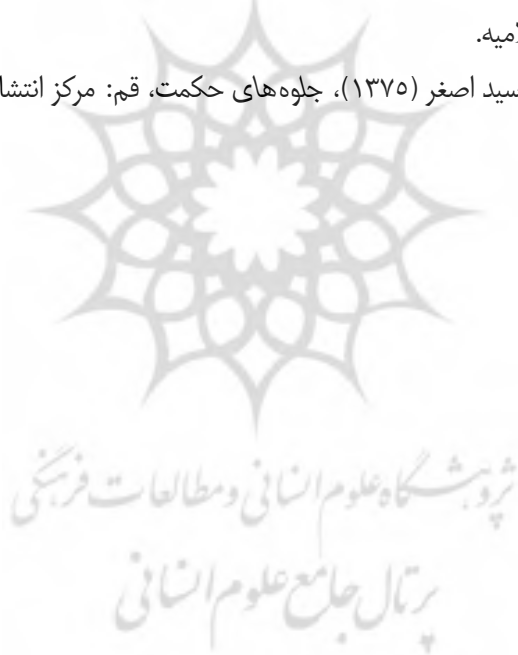 میه.
سید اصغر (۱۳۷۵)، جلوه‌های حکمت، قم: مرکز انتشا
پژوهشگاه علوم انسانی و مطالعات فرهنگی
پرتال جامع علوم انسانی